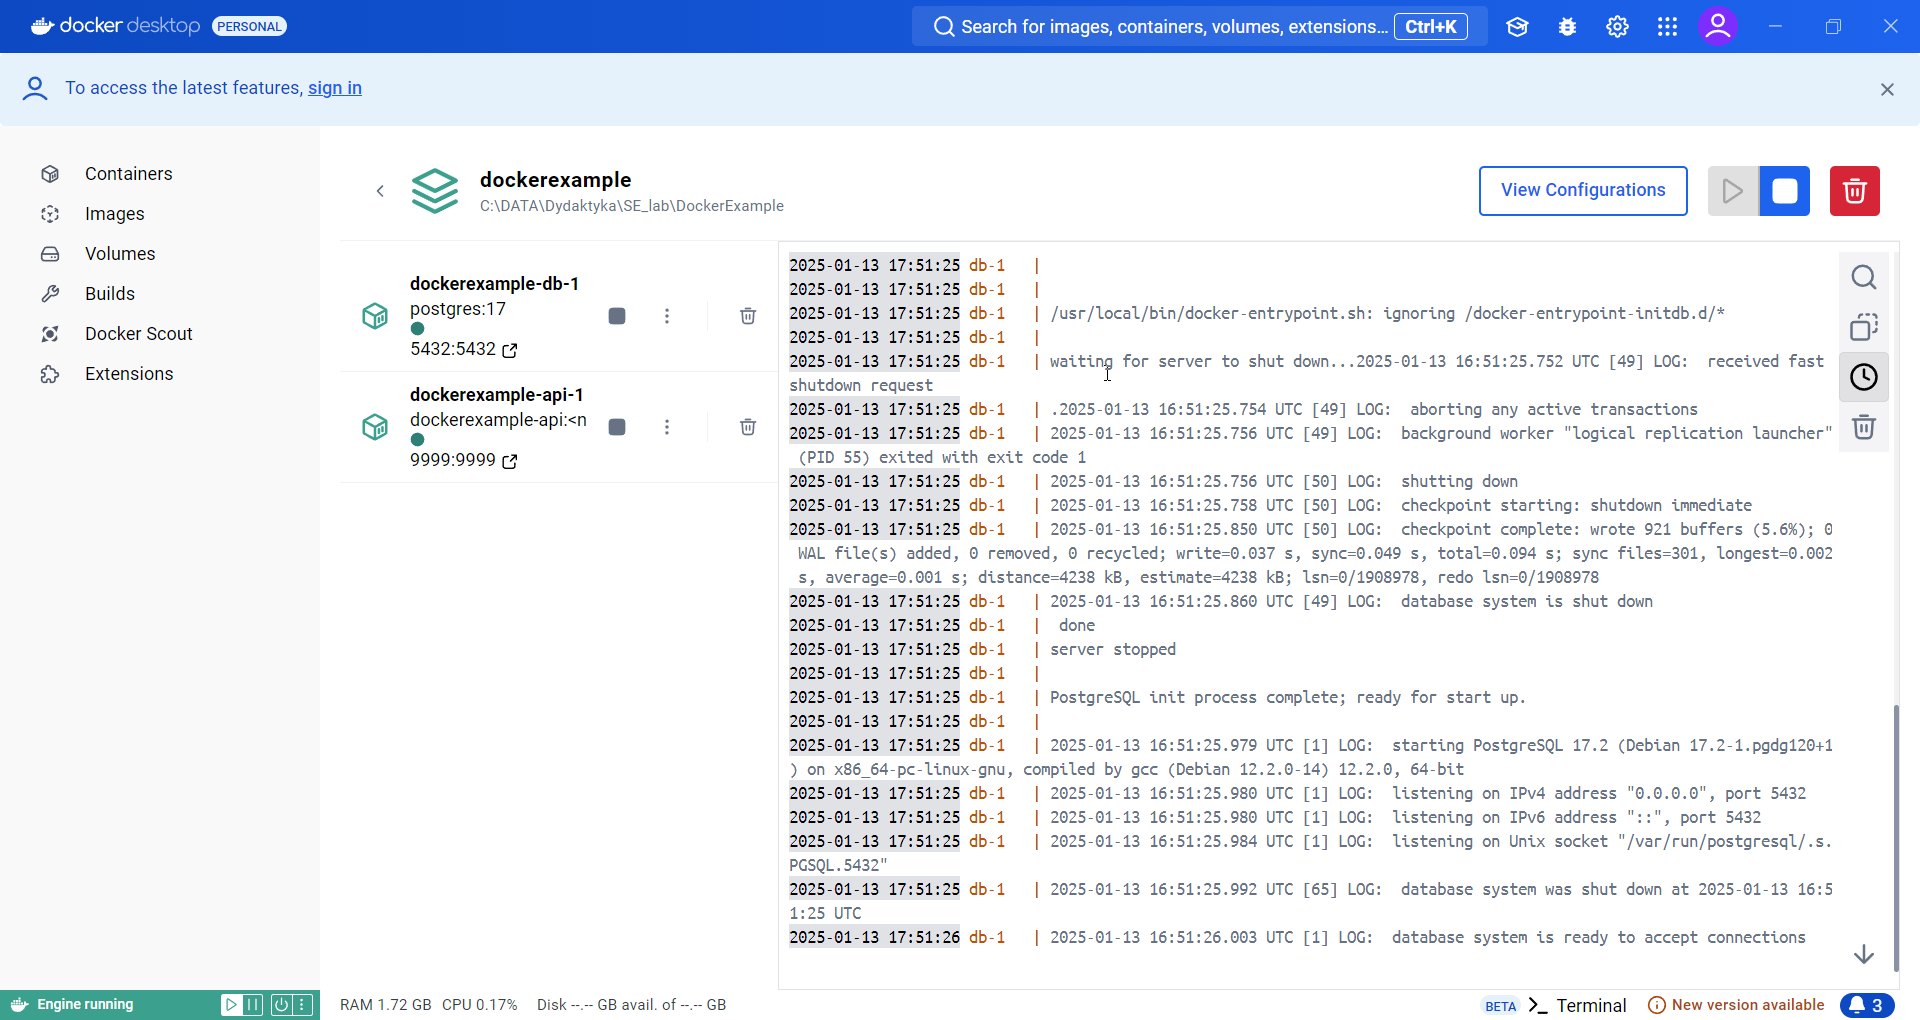 docker desktop PERSONAL
Search for images, containers, volumes, extensions... Ctrl+K
To access the latest features, sign in
Containers
Images
Volumes
Builds
Docker Scout
Extensions
dockerexample
C:\DATA\Dydaktyka\SE_lab\DockerExample
View Configurations
dockerexample-db-1
postgres:17
5432:5432
dockerexample-api-1
dockerexample-api:<n
9999:9999
2025-01-13 17:51:25 db-1 |
2025-01-13 17:51:25 db-1 |
2025-01-13 17:51:25 db-1 | /usr/local/bin/docker-entrypoint.sh: ignoring /docker-entrypoint-initdb.d/*
2025-01-13 17:51:25 db-1 |
2025-01-13 17:51:25 db-1 | waiting for server to shut down...2025-01-13 16:51:25.752 UTC [49] LOG: received fast
shutdown request
2025-01-13 17:51:25 db-1 | .2025-01-13 16:51:25.754 UTC [49] LOG: aborting any active transactions
2025-01-13 17:51:25 db-1 | 2025-01-13 16:51:25.756 UTC [49] LOG: background worker "logical replication launcher"
(PID 55) exited with exit code 1
2025-01-13 17:51:25 db-1 | 2025-01-13 16:51:25.756 UTC [50] LOG: shutting down
2025-01-13 17:51:25 db-1 | 2025-01-13 16:51:25.758 UTC [50] LOG: checkpoint starting: shutdown immediate
2025-01-13 17:51:25 db-1 | 2025-01-13 16:51:25.850 UTC [50] LOG: checkpoint complete: wrote 921 buffers (5.6%); 0
WAL file(s) added, 0 removed, 0 recycled; write=0.037 s, sync=0.049 s, total=0.094 s; sync files=301, longest=0.002
s, average=0.001 s; distance=4238 kB, estimate=4238 kB; lsn=0/1908978, redo lsn=0/1908978
2025-01-13 17:51:25 db-1 | 2025-01-13 16:51:25.860 UTC [49] LOG: database system is shut down
2025-01-13 17:51:25 db-1 | done
2025-01-13 17:51:25 db-1 | server stopped
2025-01-13 17:51:25 db-1 |
2025-01-13 17:51:25 db-1 | PostgreSQL init process complete; ready for start up.
2025-01-13 17:51:25 db-1 |
2025-01-13 17:51:25 db-1 | 2025-01-13 16:51:25.979 UTC [1] LOG: starting PostgreSQL 17.2 (Debian 17.2-1.pgdg120+1
) on x86_64-pc-linux-gnu, compiled by gcc (Debian 12.2.0-14) 12.2.0, 64-bit
2025-01-13 17:51:25 db-1 | 2025-01-13 16:51:25.980 UTC [1] LOG: listening on IPv4 address "0.0.0.0", port 5432
2025-01-13 17:51:25 db-1 | 2025-01-13 16:51:25.980 UTC [1] LOG: listening on IPv6 address "::", port 5432
2025-01-13 17:51:25 db-1 | 2025-01-13 16:51:25.984 UTC [1] LOG: listening on Unix socket "/var/run/postgresql/.s.
PGSQL.5432"
2025-01-13 17:51:25 db-1 | 2025-01-13 16:51:25.992 UTC [65] LOG: database system was shut down at 2025-01-13 16:5
1:25 UTC
2025-01-13 17:51:26 db-1 | 2025-01-13 16:51:26.003 UTC [1] LOG: database system is ready to accept connections
Engine running
RAM 1.72 GB CPU 0.17% Disk --.-- GB avail. of --.-- GB
BETA >_ Terminal
New version available
3